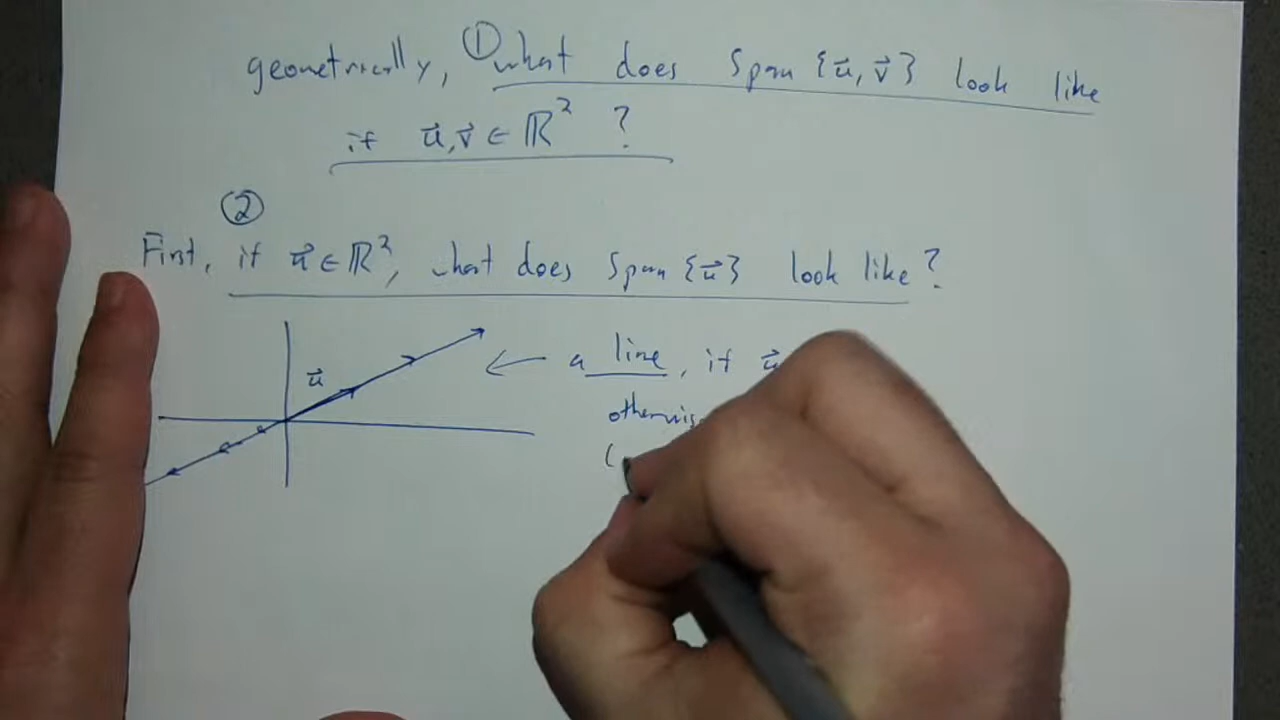 geometrically, ① what does Span {u⃗, v⃗} look like
if u⃗, v⃗ ∈ ℝ² ?
②
First, if u⃗ ∈ ℝ², what does Span {u⃗} look like?
u⃗
← a line, if u⃗
(